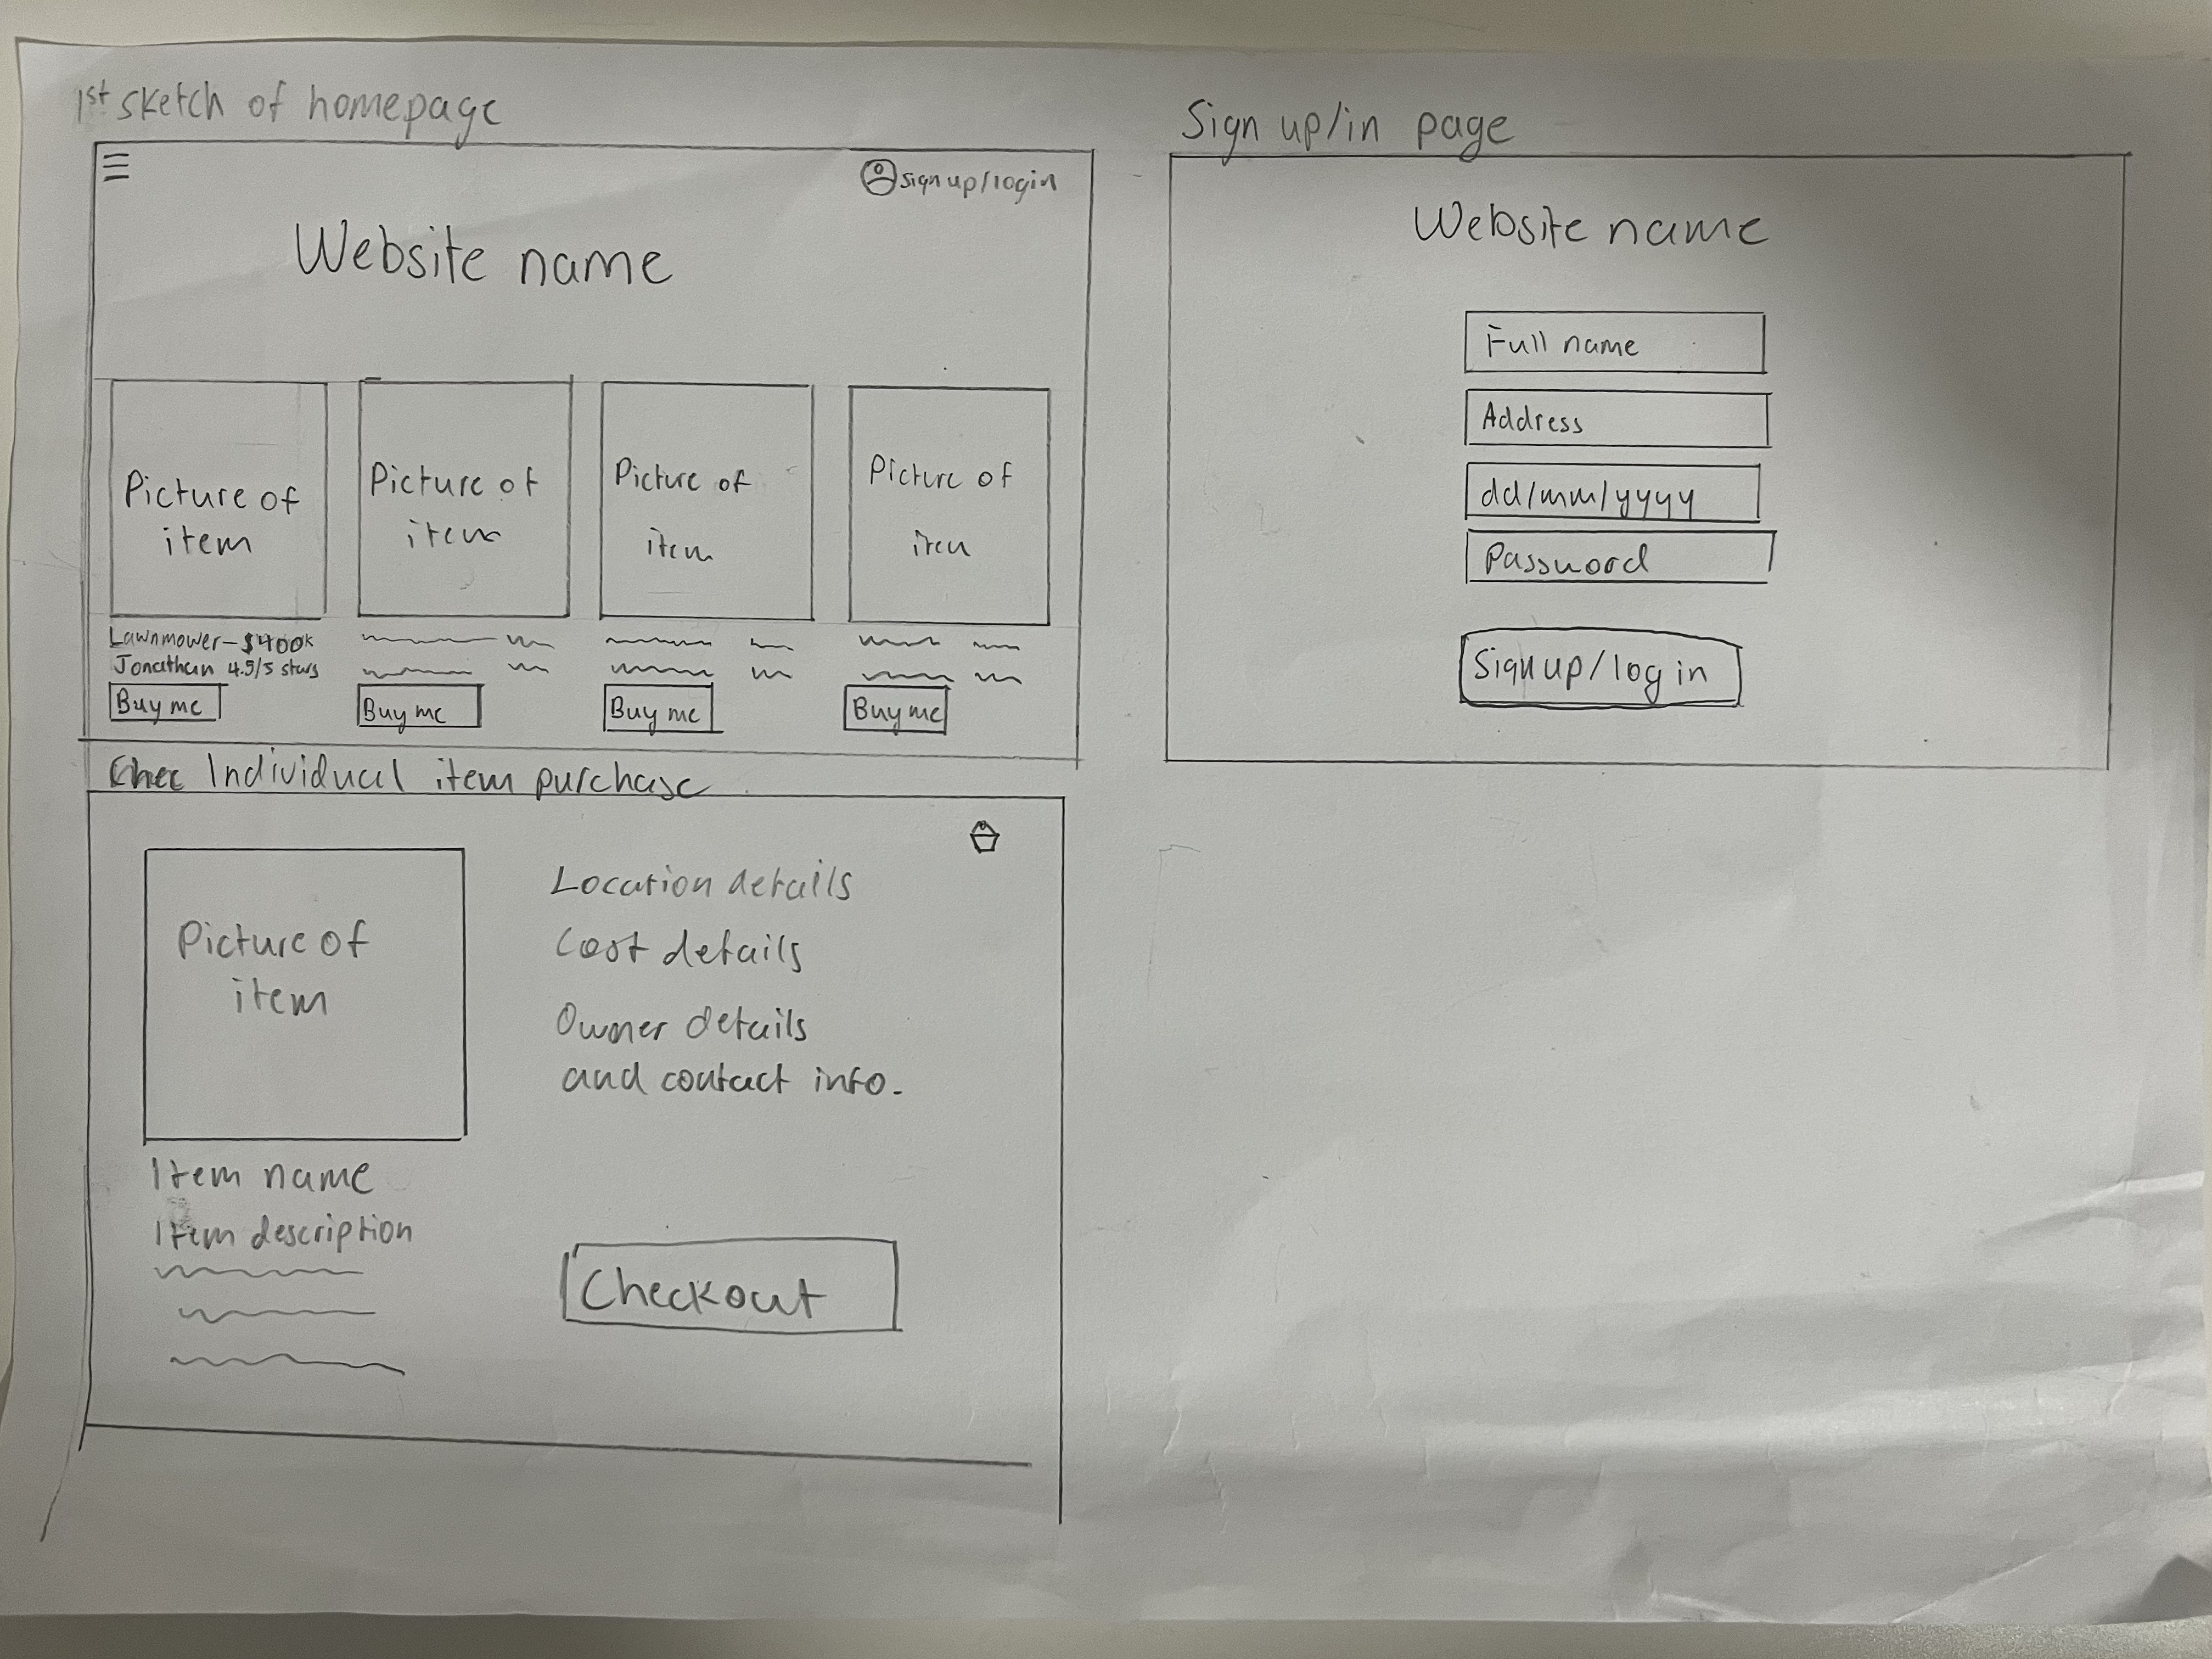 1st sketch of homepage
sign up/login
Website name
Picture of
item
Picture of
item
Picture of
item
Picture of
item
Lawnmower - $400k
Jonathan 4.5/5 stars
Buy me
Buy me
Buy me
Buy me
Sign up/in page
Website name
Full name
Address
dd/mm/yyyy
Password
Sign up/log in
Individual item purchase
Picture of
item
Item name
Item description
Location details
Cost details
Owner details
and contact info.
Checkout